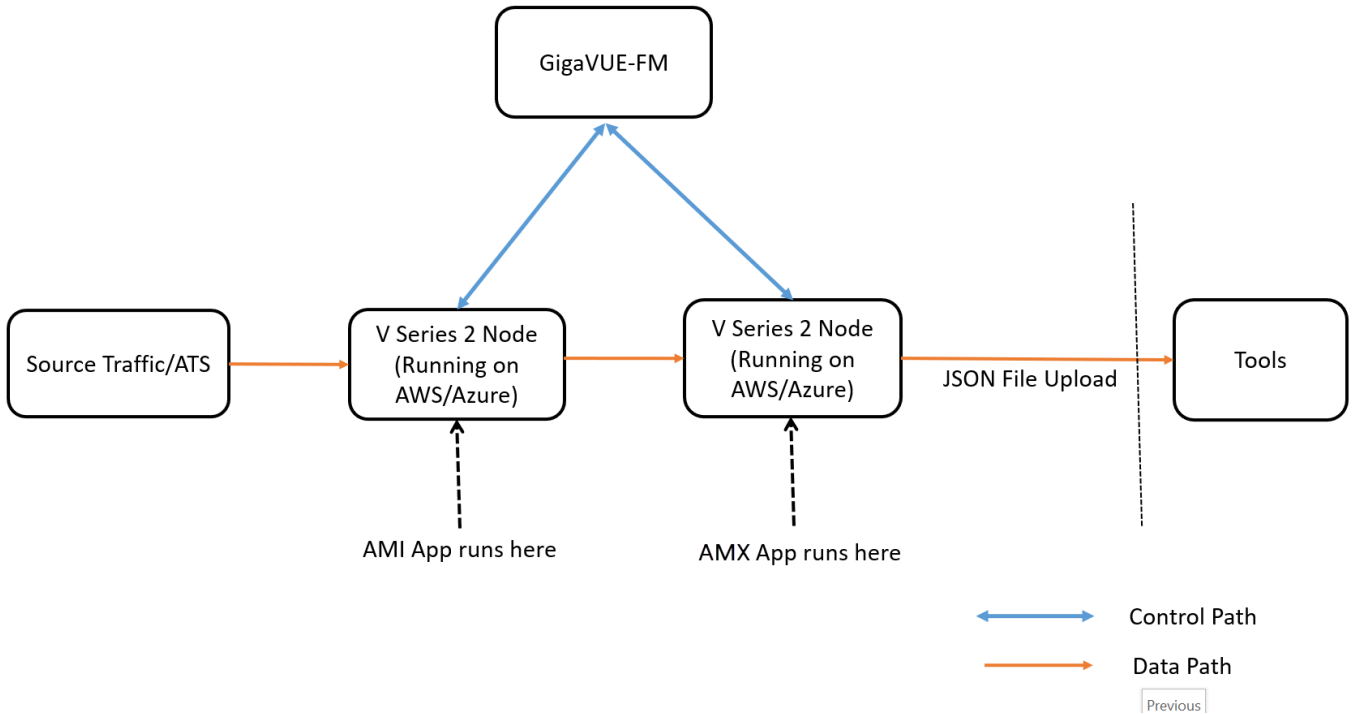 GigaVUE-FM
Source Traffic/ATS
V Series 2 Node
(Running on
AWS/Azure)
V Series 2 Node
(Running on
AWS/Azure)
JSON File Upload
Tools
AMI App runs here
AMX App runs here
Control Path
Data Path
Previous